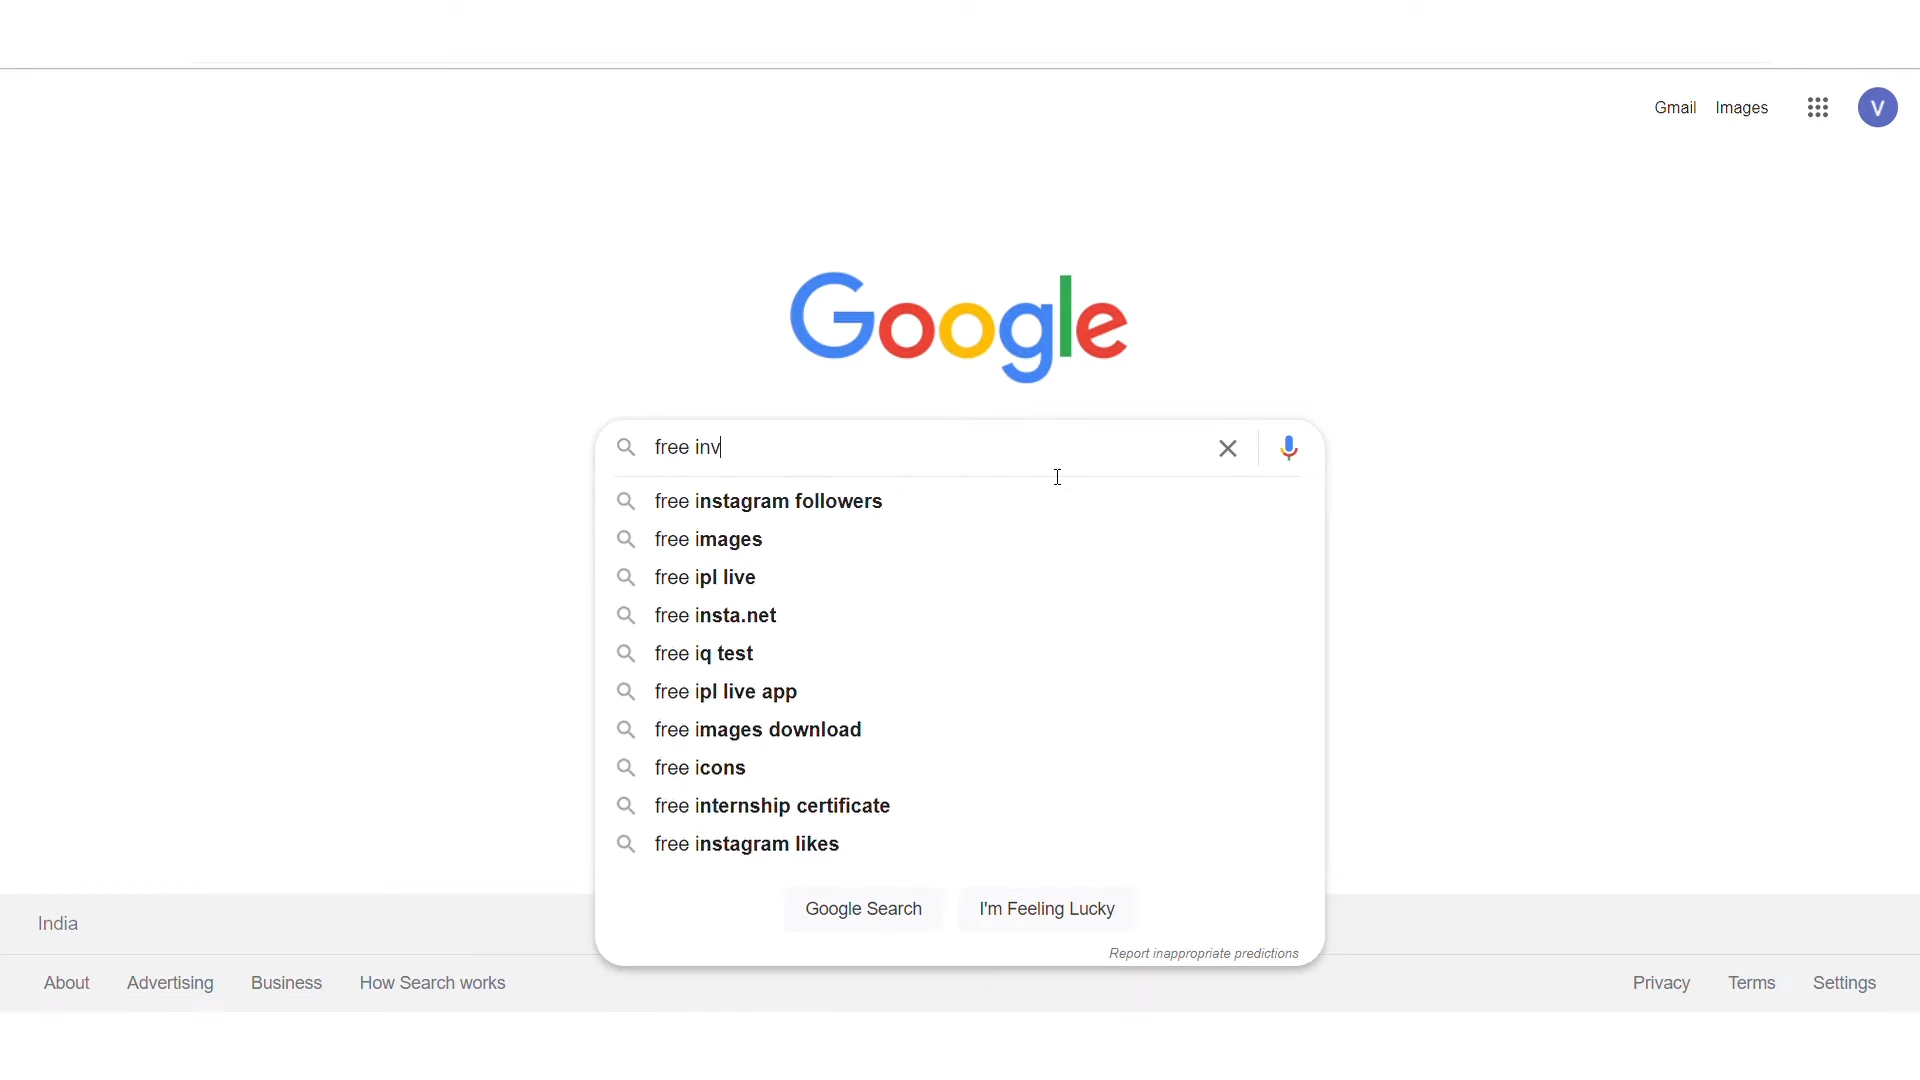 Gmail Images V
Google
free inv
free instagram followers
free images
free ipl live
free insta.net
free iq test
free ipl live app
free images download
free icons
free internship certificate
free instagram likes
Google Search I'm Feeling Lucky
Report inappropriate predictions
India
About Advertising Business How Search works Privacy Terms Settings